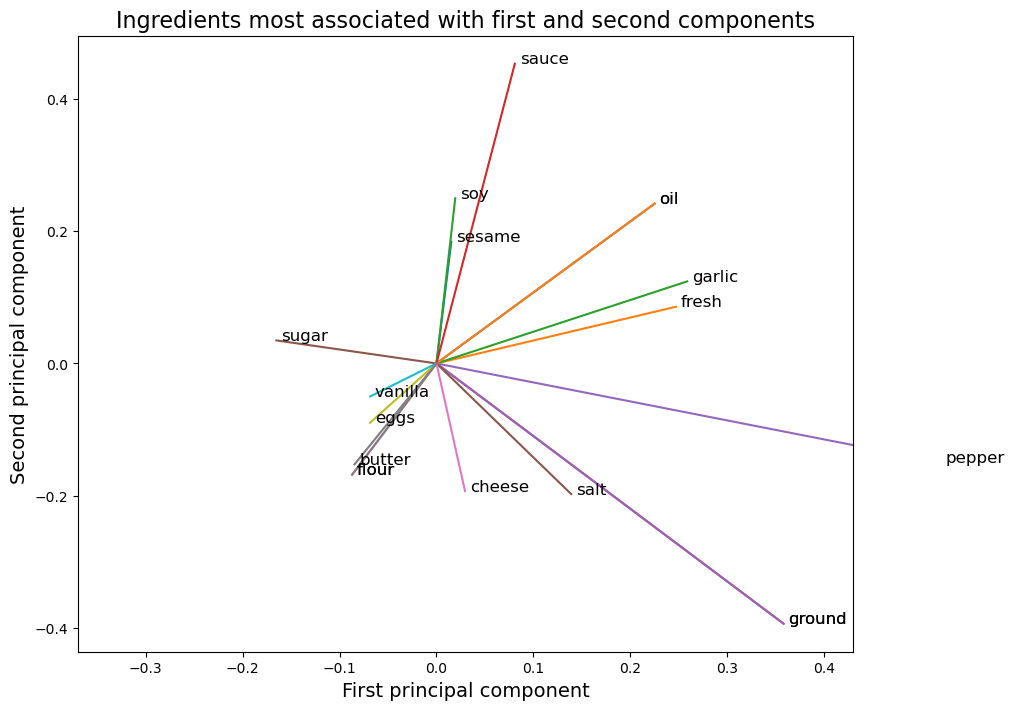 Ingredients most associated with first and second components
sauce
0.4
soy
oil
0.2
sesame
garlic
fresh
sugar
0.0
vanilla
eggs
butter
pepper
flour
cheese
salt
−0.2
ground
−0.4
Second principal component
−0.3 −0.2 −0.1 0.0 0.1 0.2 0.3 0.4
First principal component